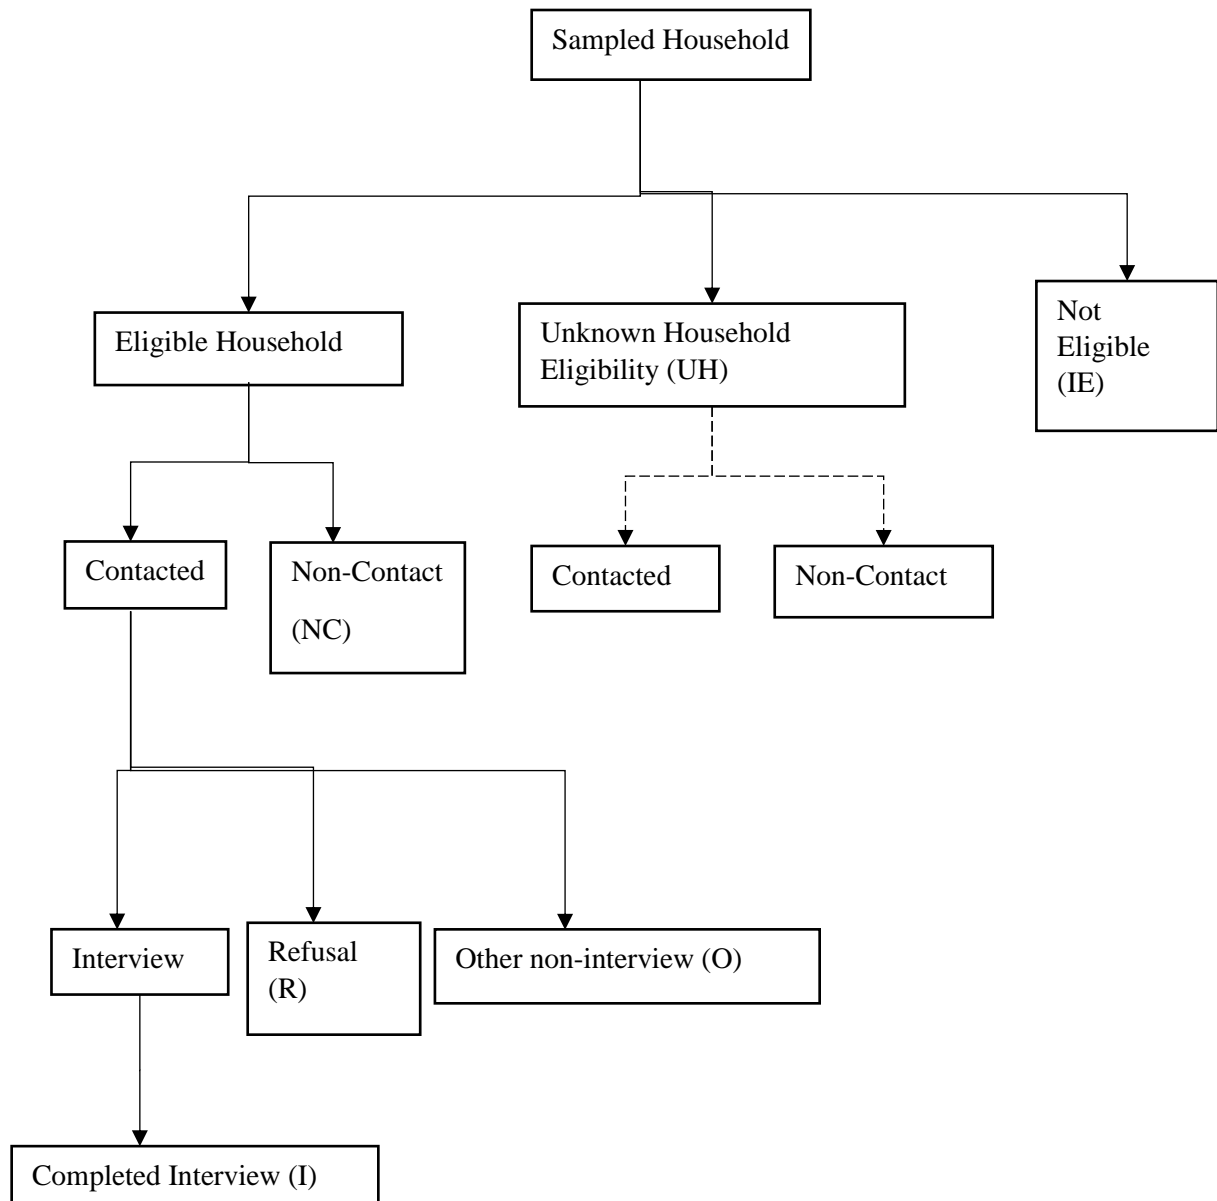 Sampled Household
Eligible Household
Unknown Household
Eligibility (UH)
Not
Eligible
(IE)
Contacted
Non-Contact
(NC)
Contacted
Non-Contact
Interview
Refusal
(R)
Other non-interview (O)
Completed Interview (I)